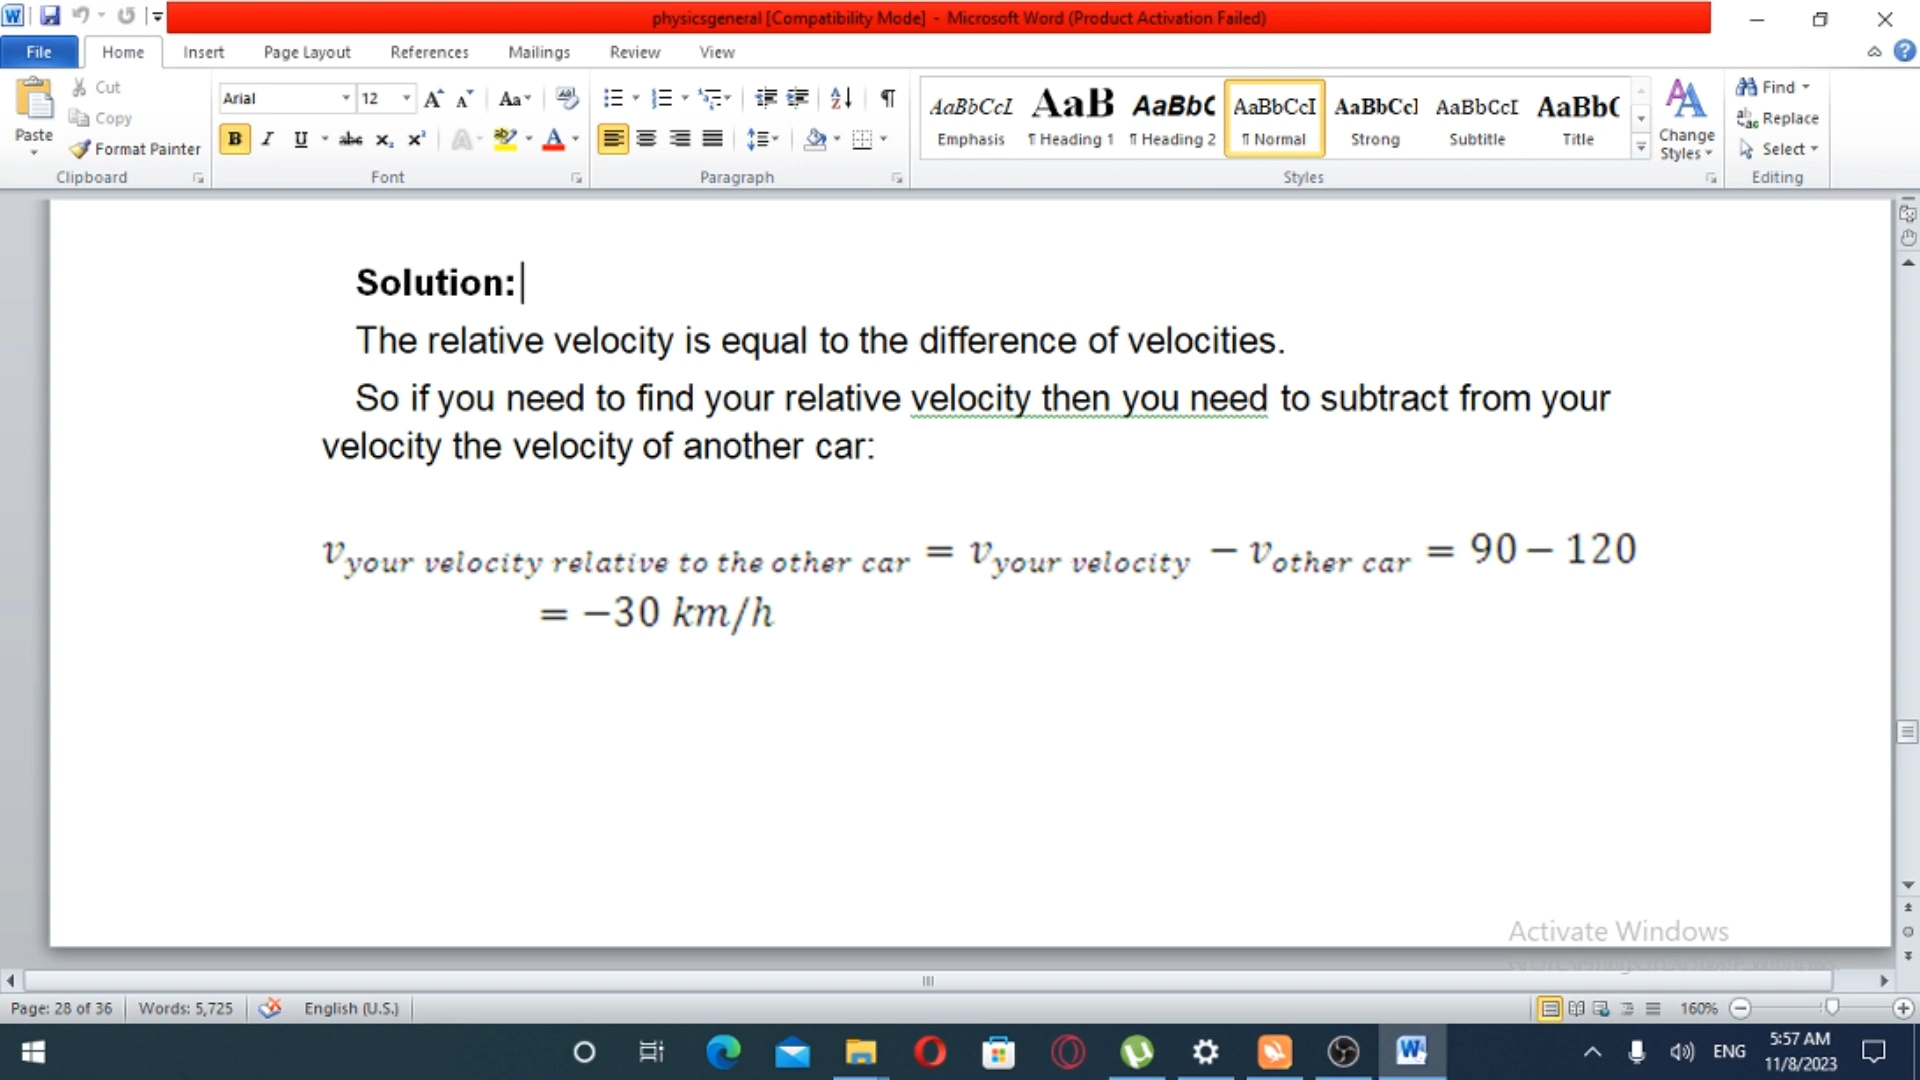 physicsgeneral [Compatibility Mode] - Microsoft Word (Product Activation Failed)
File Home Insert Page Layout References Mailings Review View
Paste
Cut
Copy
Format Painter
Clipboard
Arial 12
Font
Paragraph
AaBbCcI AaB AaBbC AaBbCcI AaBbCcI AaBbCcI AaBb(
Emphasis ¶ Heading 1 ¶ Heading 2 ¶ Normal Strong Subtitle Title
Styles
Change Styles
Find
Replace
Select
Editing
Solution:
The relative velocity is equal to the difference of velocities.
So if you need to find your relative velocity then you need to subtract from your
velocity the velocity of another car:
v your velocity relative to the other car = v your velocity − v other car = 90 − 120
= −30 km/h
Activate Windows
Page: 28 of 36 Words: 5,725 English (U.S.) 160%
ENG
5:57 AM
11/8/2023